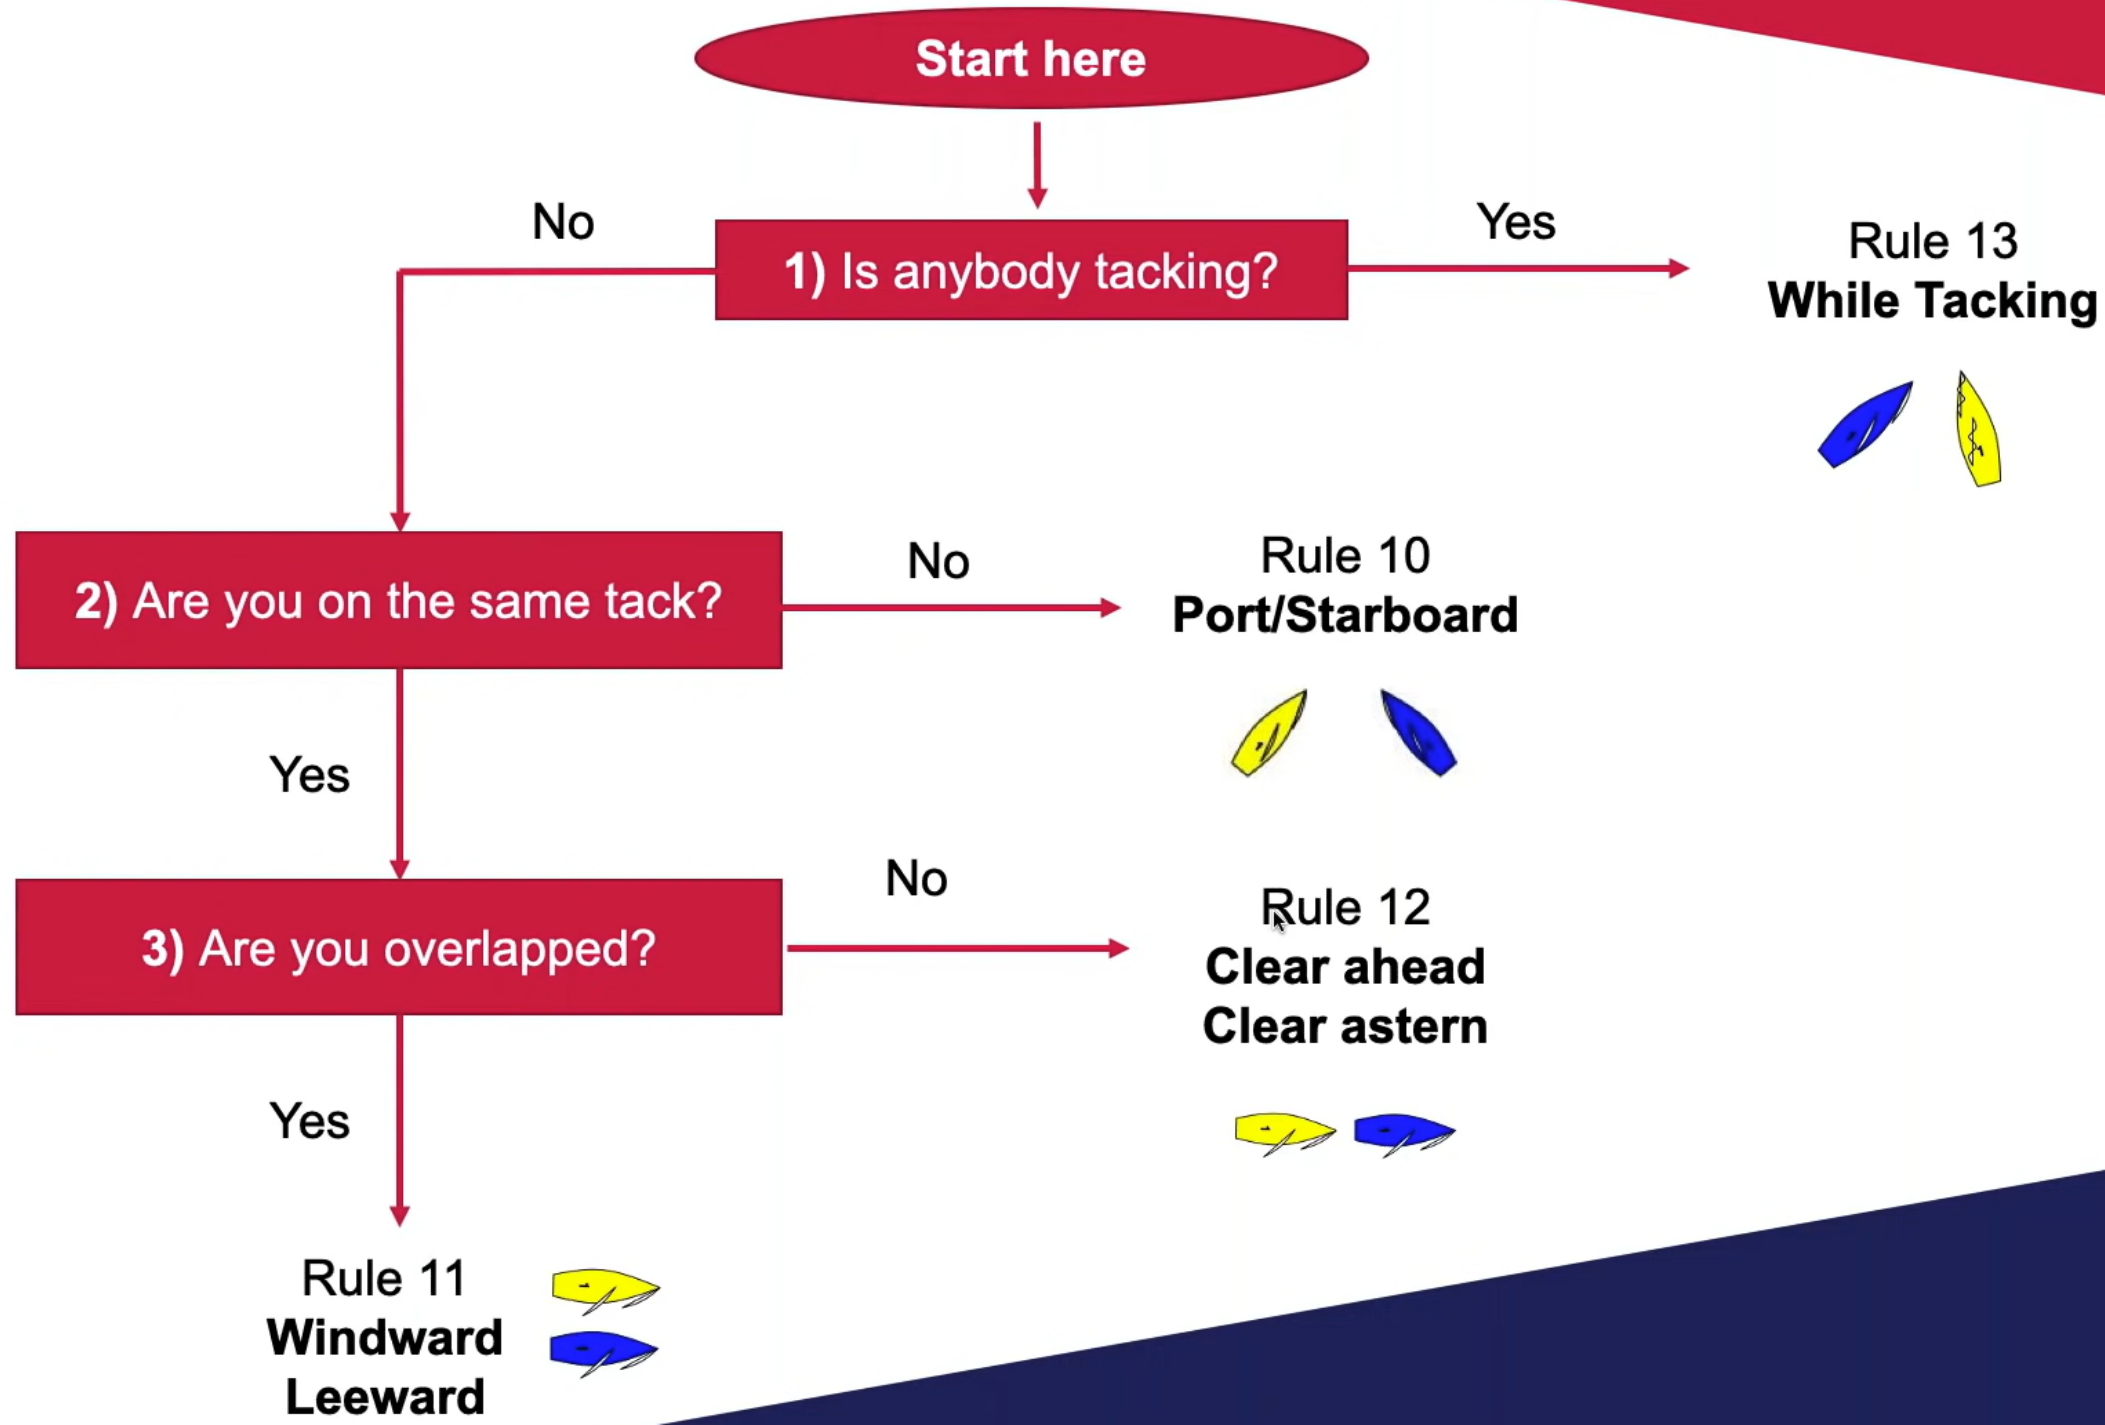 Start here
No
Yes
1) Is anybody tacking?
Rule 13
While Tacking
2) Are you on the same tack?
No
Rule 10
Port/Starboard
Yes
3) Are you overlapped?
No
Rule 12
Clear ahead
Clear astern
Yes
Rule 11
Windward
Leeward